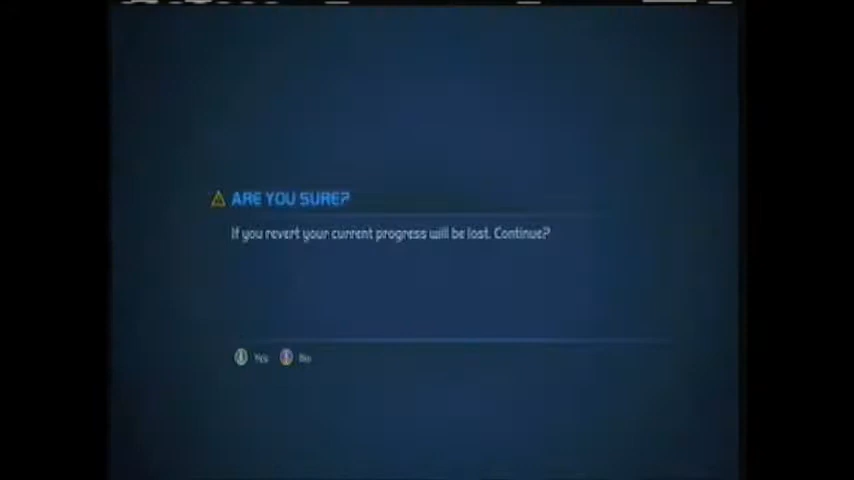 ARE YOU SURE?
If you revert your current progress will be lost. Continue?
Yes No